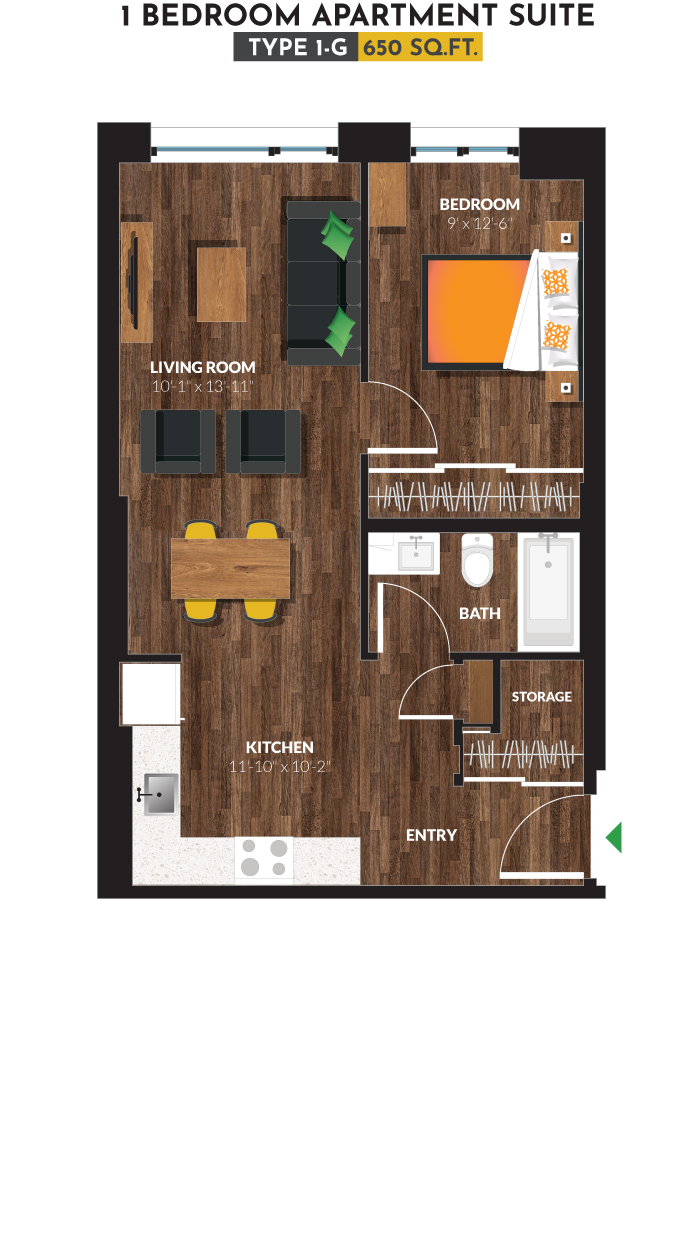 1 BEDROOM APARTMENT SUITE
TYPE 1-G 650 SQ.FT.
BEDROOM
9' x 12'-6"
LIVING ROOM
10'-1" x 13'-11"
BATH
STORAGE
KITCHEN
11'-10" x 10'-2"
ENTRY